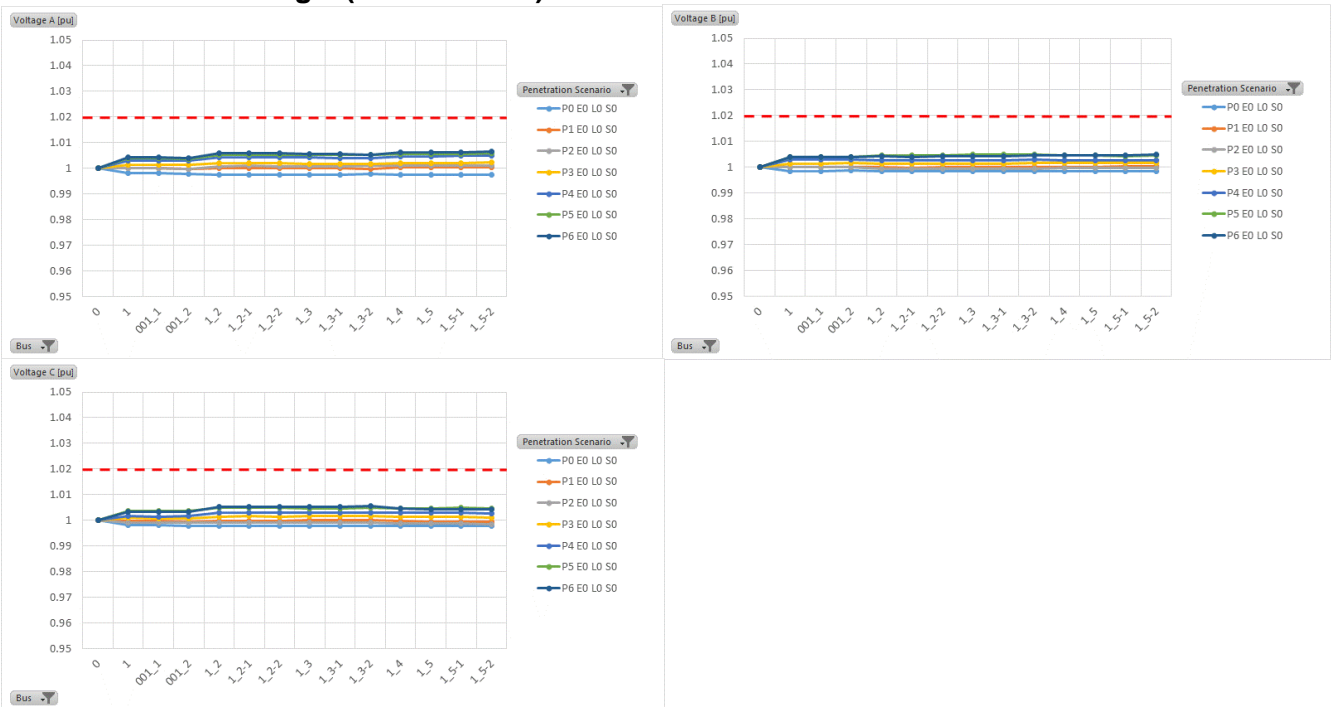 Voltage A [pu]
1.05
1.04
1.03
1.02
1.01
1
0.99
0.98
0.97
0.96
0.95
0
1
001_1
001_2
1_2
1_2-1
1_2-2
1_3
1_3-1
1_3-2
1_4
1_5
1_5-1
1_5-2
Penetration Scenario
P0 E0 L0 S0
P1 E0 L0 S0
P2 E0 L0 S0
P3 E0 L0 S0
P4 E0 L0 S0
P5 E0 L0 S0
P6 E0 L0 S0
Bus
Voltage B [pu]
1.05
1.04
1.03
1.02
1.01
1
0.99
0.98
0.97
0.96
0.95
0
1
001_1
001_2
1_2
1_2-1
1_2-2
1_3
1_3-1
1_3-2
1_4
1_5
1_5-1
1_5-2
Penetration Scenario
P0 E0 L0 S0
P1 E0 L0 S0
P2 E0 L0 S0
P3 E0 L0 S0
P4 E0 L0 S0
P5 E0 L0 S0
P6 E0 L0 S0
Bus
Voltage C [pu]
1.05
1.04
1.03
1.02
1.01
1
0.99
0.98
0.97
0.96
0.95
0
1
001_1
001_2
1_2
1_2-1
1_2-2
1_3
1_3-1
1_3-2
1_4
1_5
1_5-1
1_5-2
Penetration Scenario
P0 E0 L0 S0
P1 E0 L0 S0
P2 E0 L0 S0
P3 E0 L0 S0
P4 E0 L0 S0
P5 E0 L0 S0
P6 E0 L0 S0
Bus